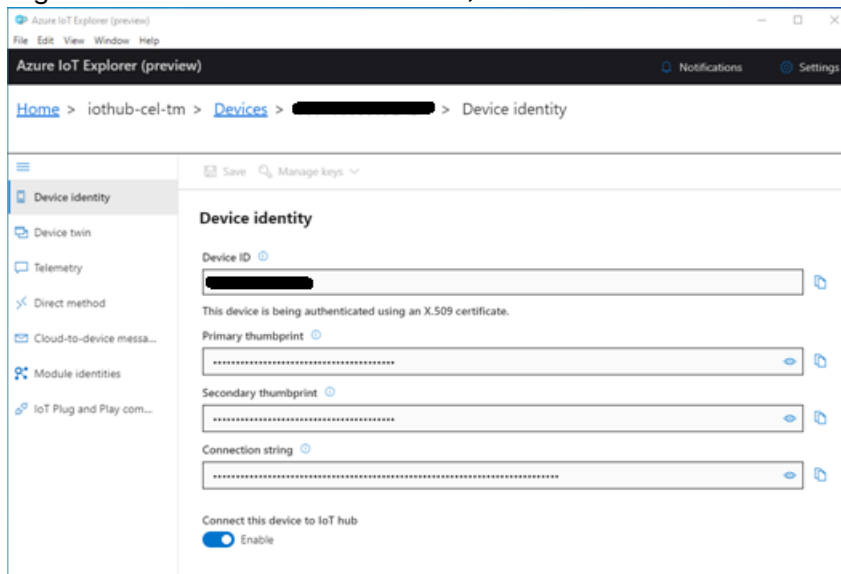 Azure IoT Explorer (preview)
File Edit View Window Help
Azure IoT Explorer (preview)
Notifications
Settings
Home > iothub-cel-tm > Devices > > Device identity
Save
Manage keys
Device identity
Device twin
Telemetry
Direct method
Cloud-to-device messa...
Module identities
IoT Plug and Play com...
Device identity
Device ID
This device is being authenticated using an X.509 certificate.
Primary thumbprint
Secondary thumbprint
Connection string
Connect this device to IoT hub
Enable